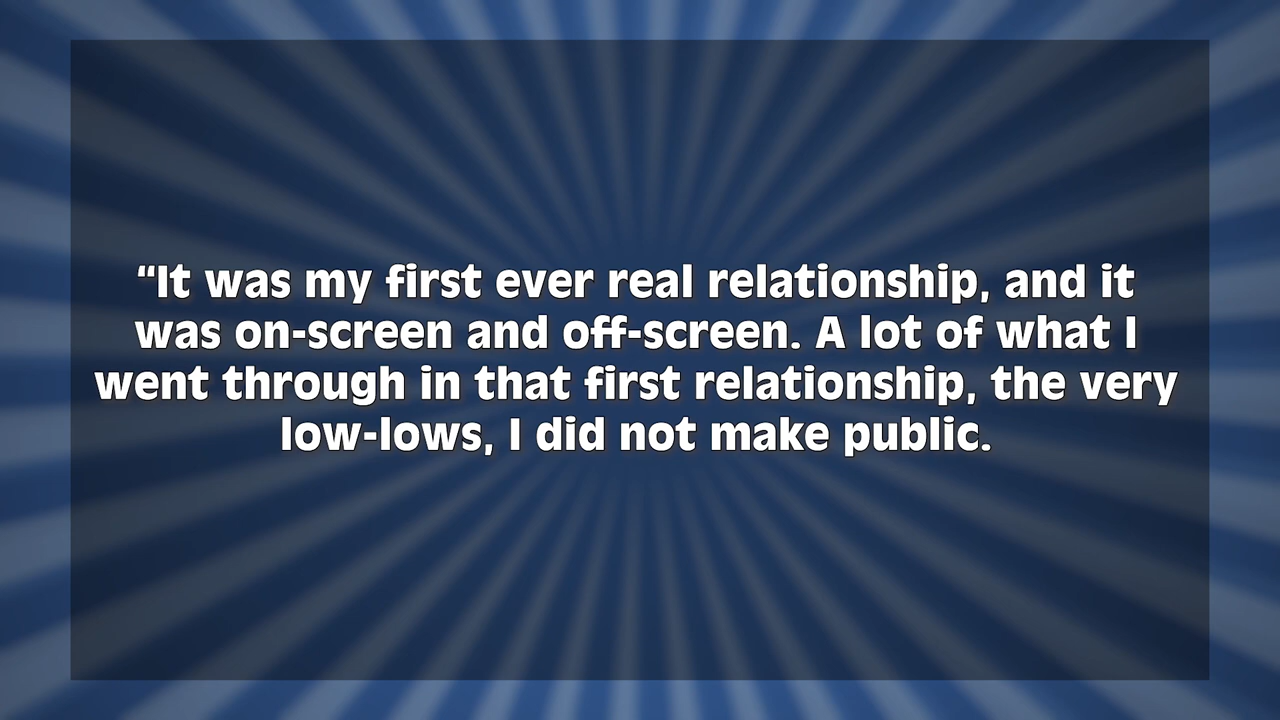 “It was my first ever real relationship, and it
was on-screen and off-screen. A lot of what I
went through in that first relationship, the very
low-lows, I did not make public.